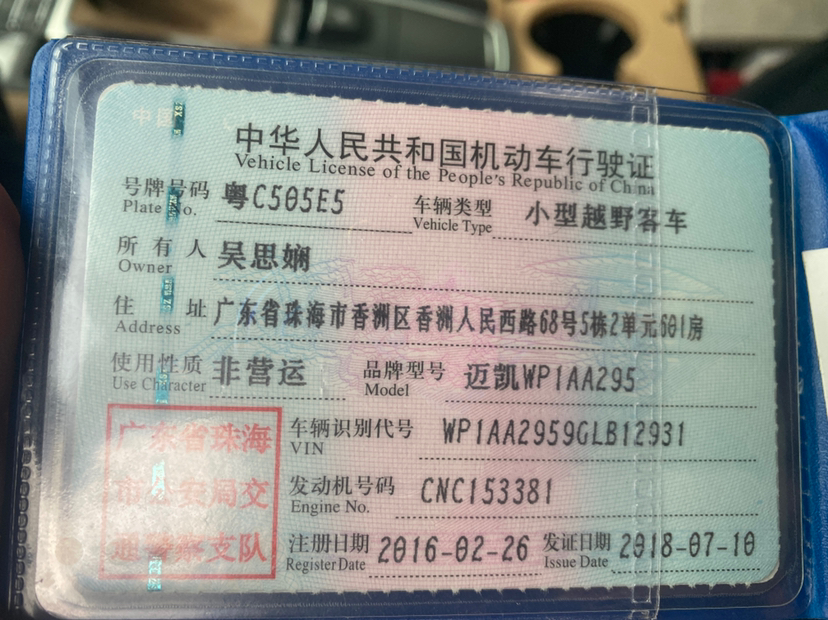 中国
中华人民共和国机动车行驶证
Vehicle License of the People's Republic of China
号牌号码 粤C505E5 车辆类型 小型越野客车
Plate No. Vehicle Type
所有人 吴思娴
Owner
住址 广东省珠海市香洲区香洲人民西路68号5栋2单元601房
Address
使用性质 非营运 品牌型号 迈凯WP1AA295
Use Character Model
广东省珠海
市公安局交
通警察支队
车辆识别代号 WP1AA2959GLB12931
VIN
发动机号码 CNC153381
Engine No.
注册日期 2016-02-26 发证日期 2018-07-10
Register Date Issue Date